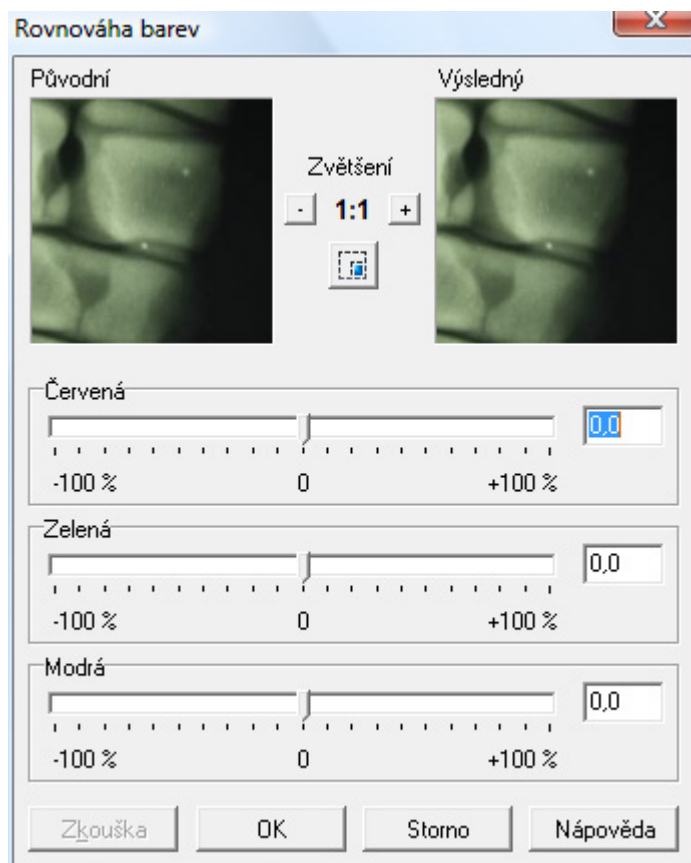 Rovnováha barev
Původní
Výsledný
Zvětšení
- 1:1 +
Červená
0,0
-100 % 0 +100 %
Zelená
0,0
-100 % 0 +100 %
Modrá
0,0
-100 % 0 +100 %
Zkouška OK Storno Nápověda